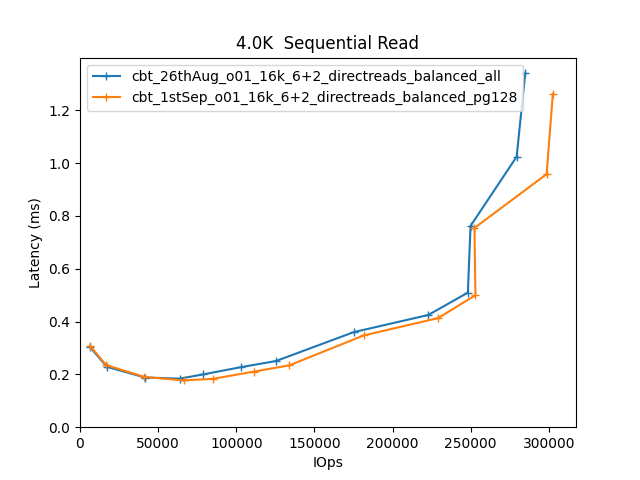 4.0K  Sequential Read
cbt_26thAug_o01_16k_6+2_directreads_balanced_all
cbt_1stSep_o01_16k_6+2_directreads_balanced_pg128
Latency (ms)
1.2
1.0
0.8
0.6
0.4
0.2
0.0
0 50000 100000 150000 200000 250000 300000
IOps